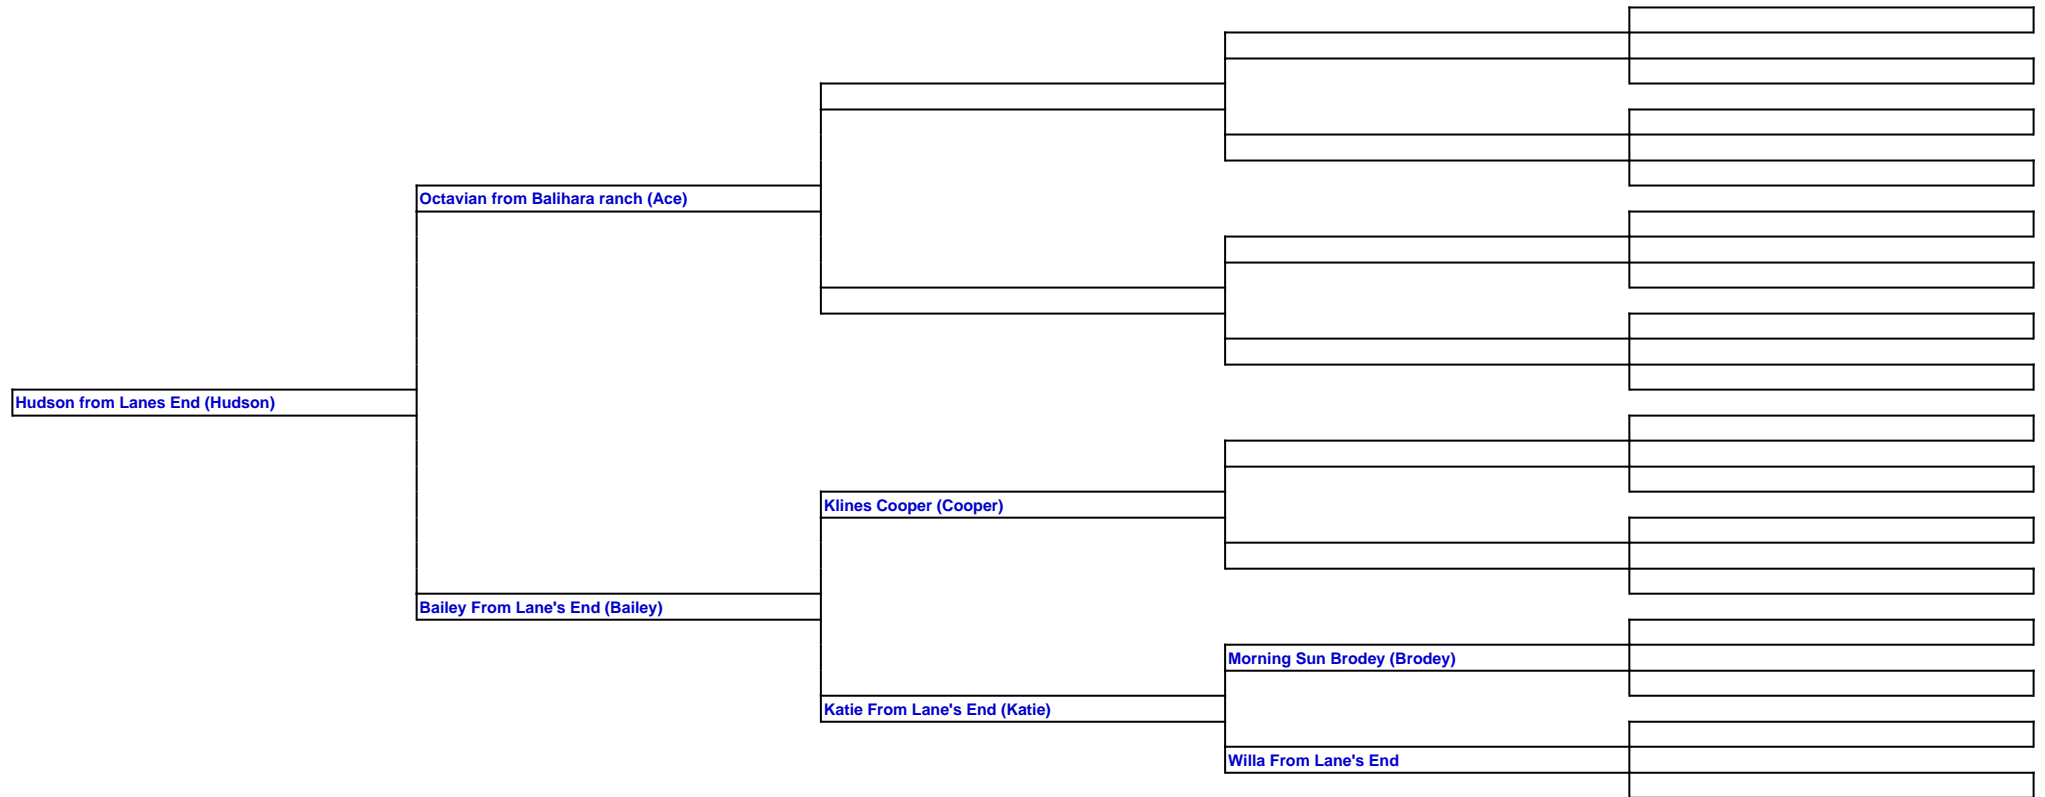 Octavian from Balihara ranch (Ace)
Hudson from Lanes End (Hudson)
Klines Cooper (Cooper)
Bailey From Lane's End (Bailey)
Morning Sun Brodey (Brodey)
Katie From Lane's End (Katie)
Willa From Lane's End